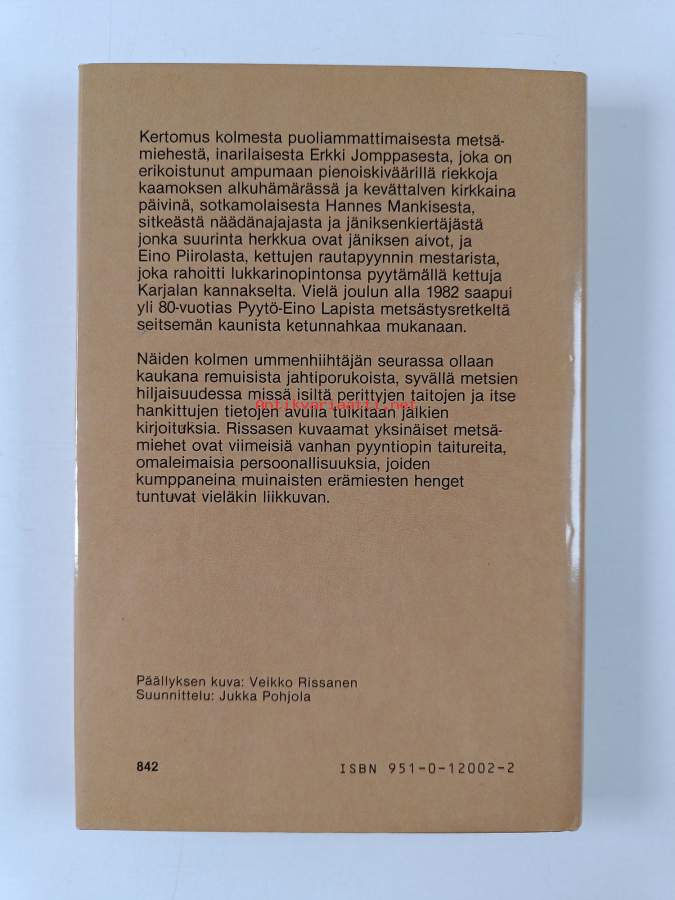 Kertomus kolmesta puoliammattimaisesta metsä-
miehestä, inarilaisesta Erkki Jomppasesta, joka on
erikoistunut ampumaan pienoiskiväärillä riekkoja
kaamoksen alkuhämärässä ja kevättalven kirkkaina
päivinä, sotkamolaisesta Hannes Mankisesta,
sitkeästä näädänajajasta ja jäniksenkiertäjästä
jonka suurinta herkkua ovat jäniksen aivot, ja
Eino Piirolasta, kettujen rautapyynnin mestarista,
joka rahoitti lukkarinopintonsa pyytämällä kettuja
Karjalan kannakselta. Vielä joulun alla 1982 saapui
yli 80-vuotias Pyytö-Eino Lapista metsästysretkeltä
seitsemän kaunista ketunnahkaa mukanaan.
Näiden kolmen ummenhiihtäjän seurassa ollaan
kaukana remuisista jahtiporukoista, syvällä metsien
hiljaisuudessa missä isiltä perittyjen taitojen ja itse
Antikvariaatti.net
hankittujen tietojen avulla tulkitaan jälkien
kirjoituksia. Rissasen kuvaamat yksinäiset metsä-
miehet ovat viimeisiä vanhan pyyntiopin taitureita,
omaleimaisia persoonallisuuksia, joiden
kumppaneina muinaisten erämiesten henget
tuntuvat vieläkin liikkuvan.
Päällyksen kuva: Veikko Rissanen
Suunnittelu: Jukka Pohjola
842 ISBN 951-0-12002-2